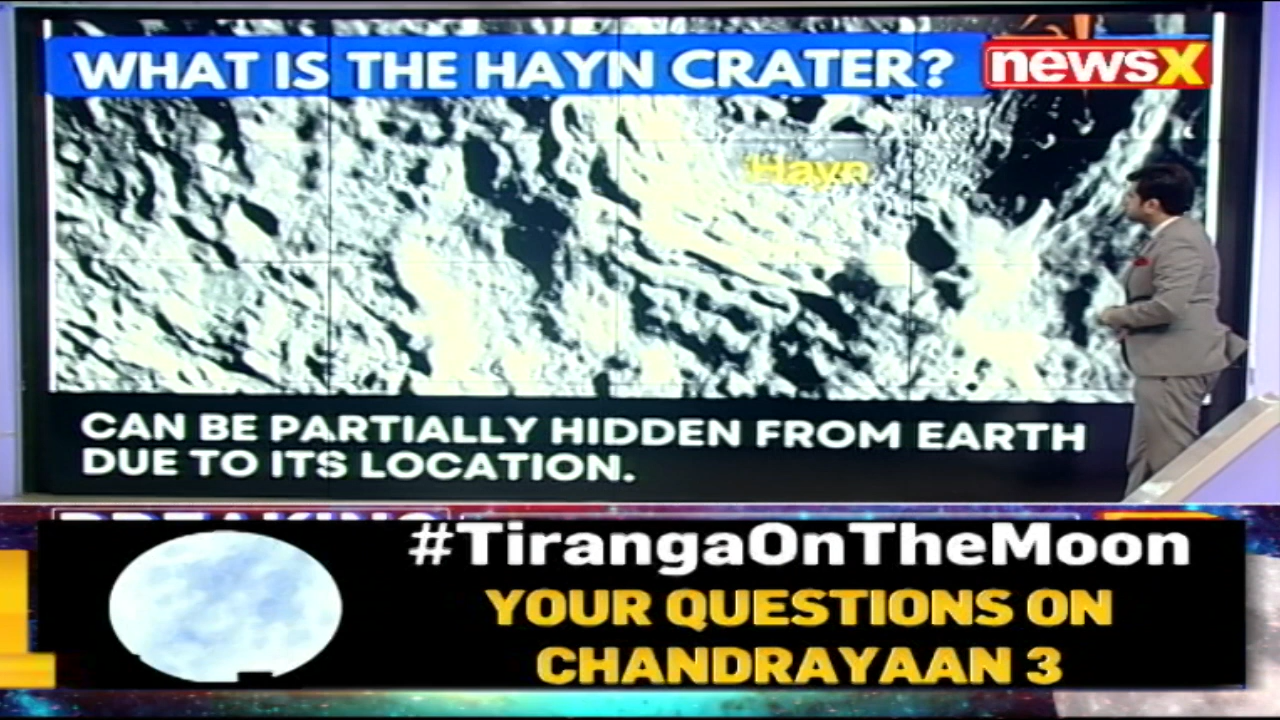 WHAT IS THE HAYN CRATER?
newsX
Hayn
CAN BE PARTIALLY HIDDEN FROM EARTH
DUE TO ITS LOCATION.
BREAKING
#TirangaOnTheMoon
YOUR QUESTIONS ON
CHANDRAYAAN 3